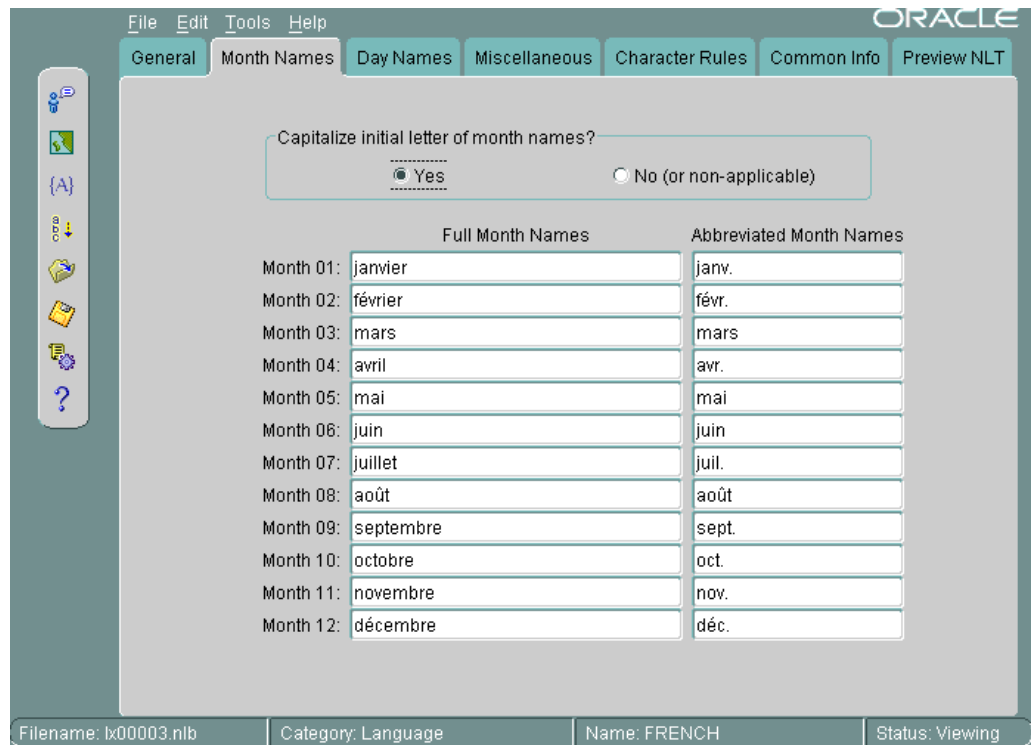 File Edit Tools Help
ORACLE
General Month Names Day Names Miscellaneous Character Rules Common Info Preview NLT
{A}
a
b
c
?
Capitalize initial letter of month names?
Yes No (or non-applicable)
Full Month Names Abbreviated Month Names
Month 01: janvier janv.
Month 02: février févr.
Month 03: mars mars
Month 04: avril avr.
Month 05: mai mai
Month 06: juin juin
Month 07: juillet juil.
Month 08: août août
Month 09: septembre sept.
Month 10: octobre oct.
Month 11: novembre nov.
Month 12: décembre déc.
Filename: lx00003.nlb Category: Language Name: FRENCH Status: Viewing